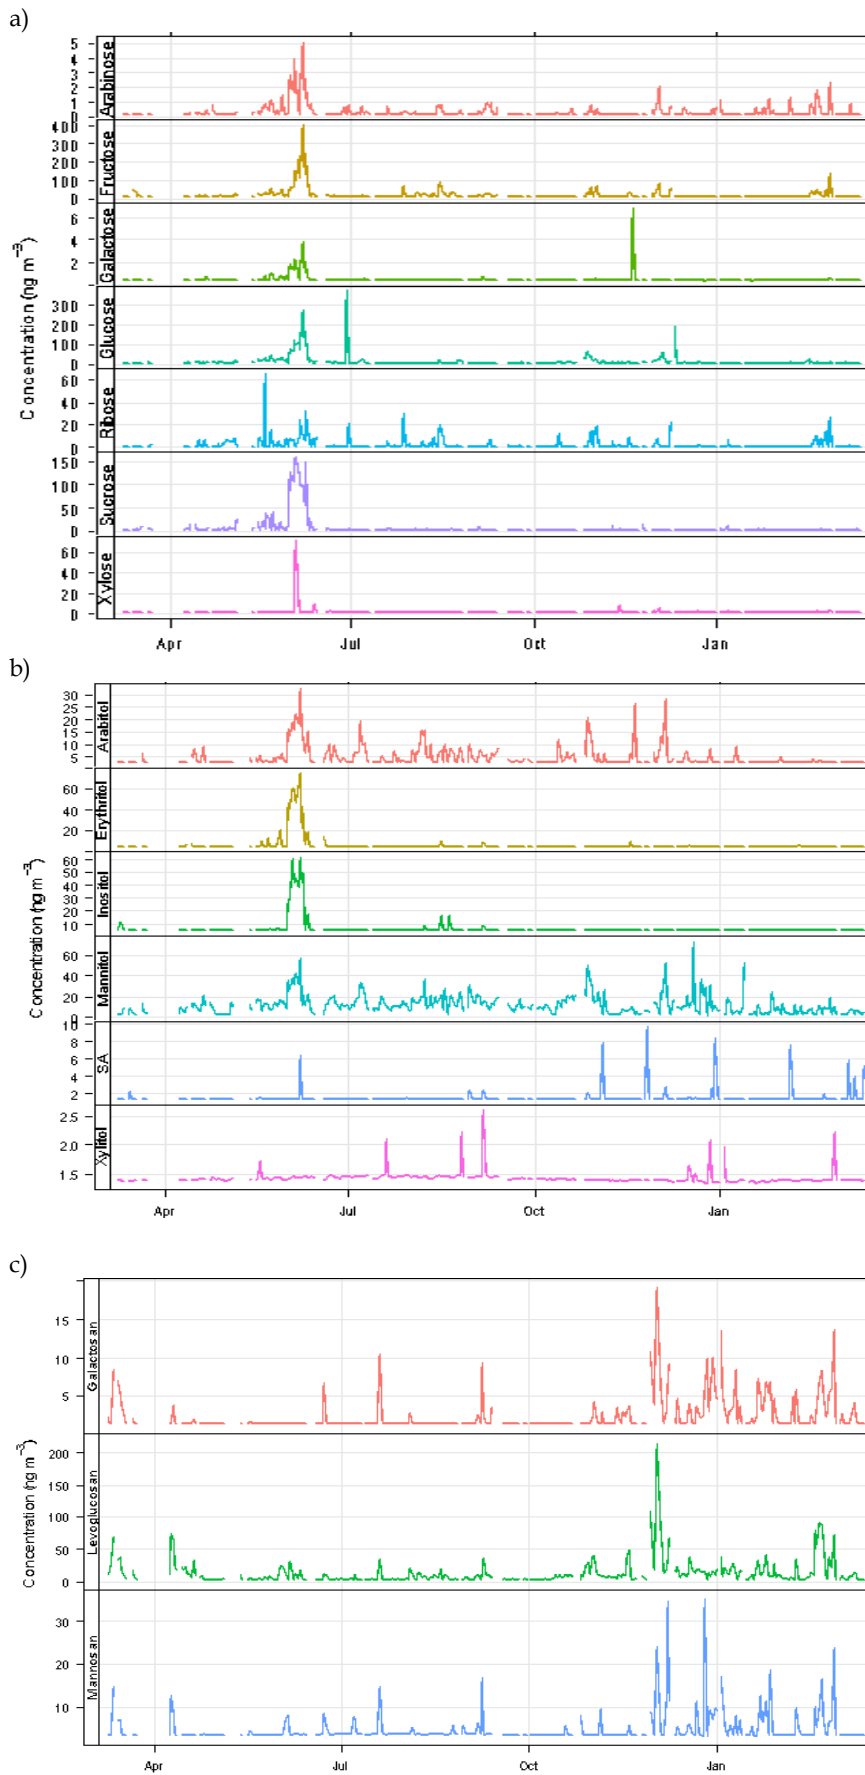 a)
Concentration (ng m⁻³)
Arabinose
5
4
3
2
1
0
Fructose
400
300
200
100
0
Galactose
6
4
2
Glucose
300
200
100
0
Ribose
60
40
20
0
Sucrose
150
100
50
0
Xylose
60
40
20
0
Apr Jul Oct Jan
b)
Concentration (ng m⁻³)
Arabitol
30
25
20
15
10
5
Erythritol
60
40
20
Inositol
60
50
40
30
20
10
Mannitol
60
40
20
0
SA
10
8
6
4
2
Xylitol
2.5
2.0
1.5
Apr Jul Oct Jan
c)
Concentration (ng m⁻³)
Galactosan
15
10
5
Levoglucosan
200
150
100
50
0
Mannosan
30
20
10
Apr Jul Oct Jan